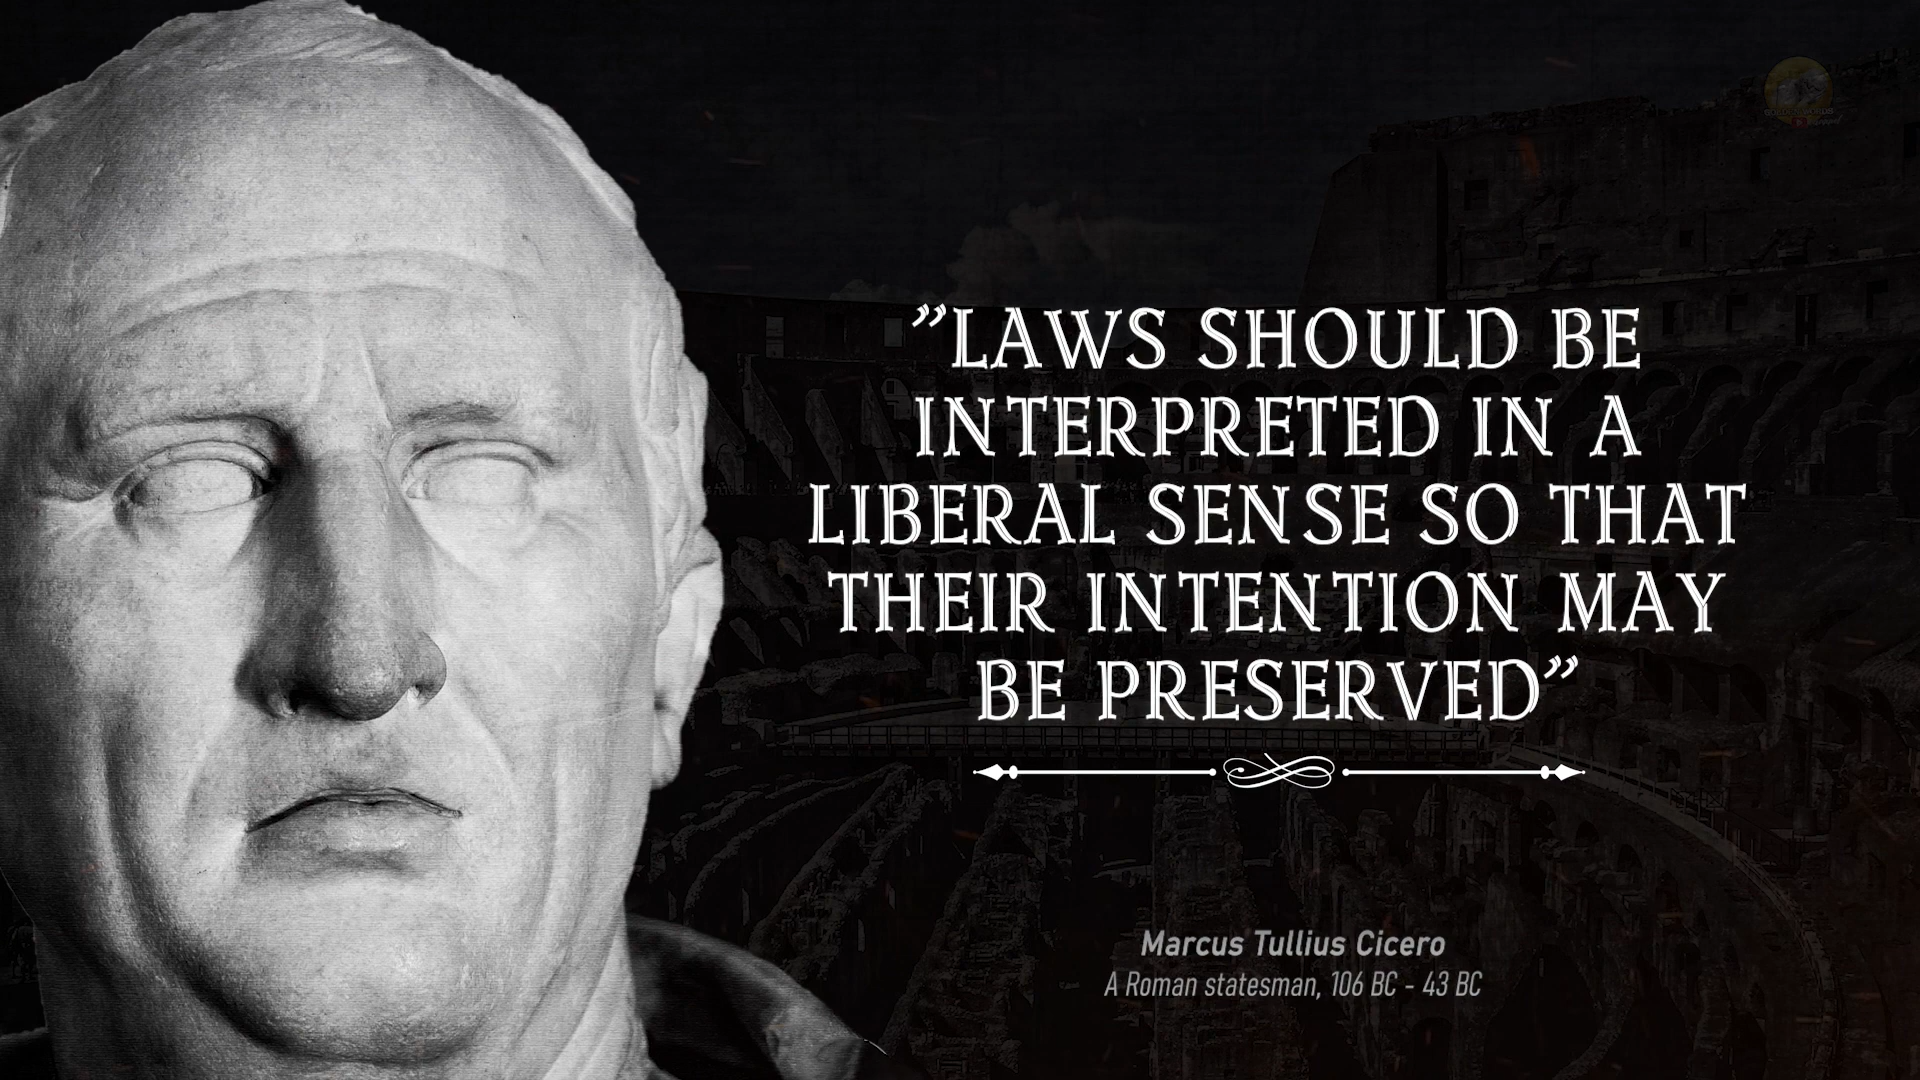 ”LAWS SHOULD BE
INTERPRETED IN A
LIBERAL SENSE SO THAT
THEIR INTENTION MAY
BE PRESERVED”
Marcus Tullius Cicero
A Roman statesman, 106 BC - 43 BC